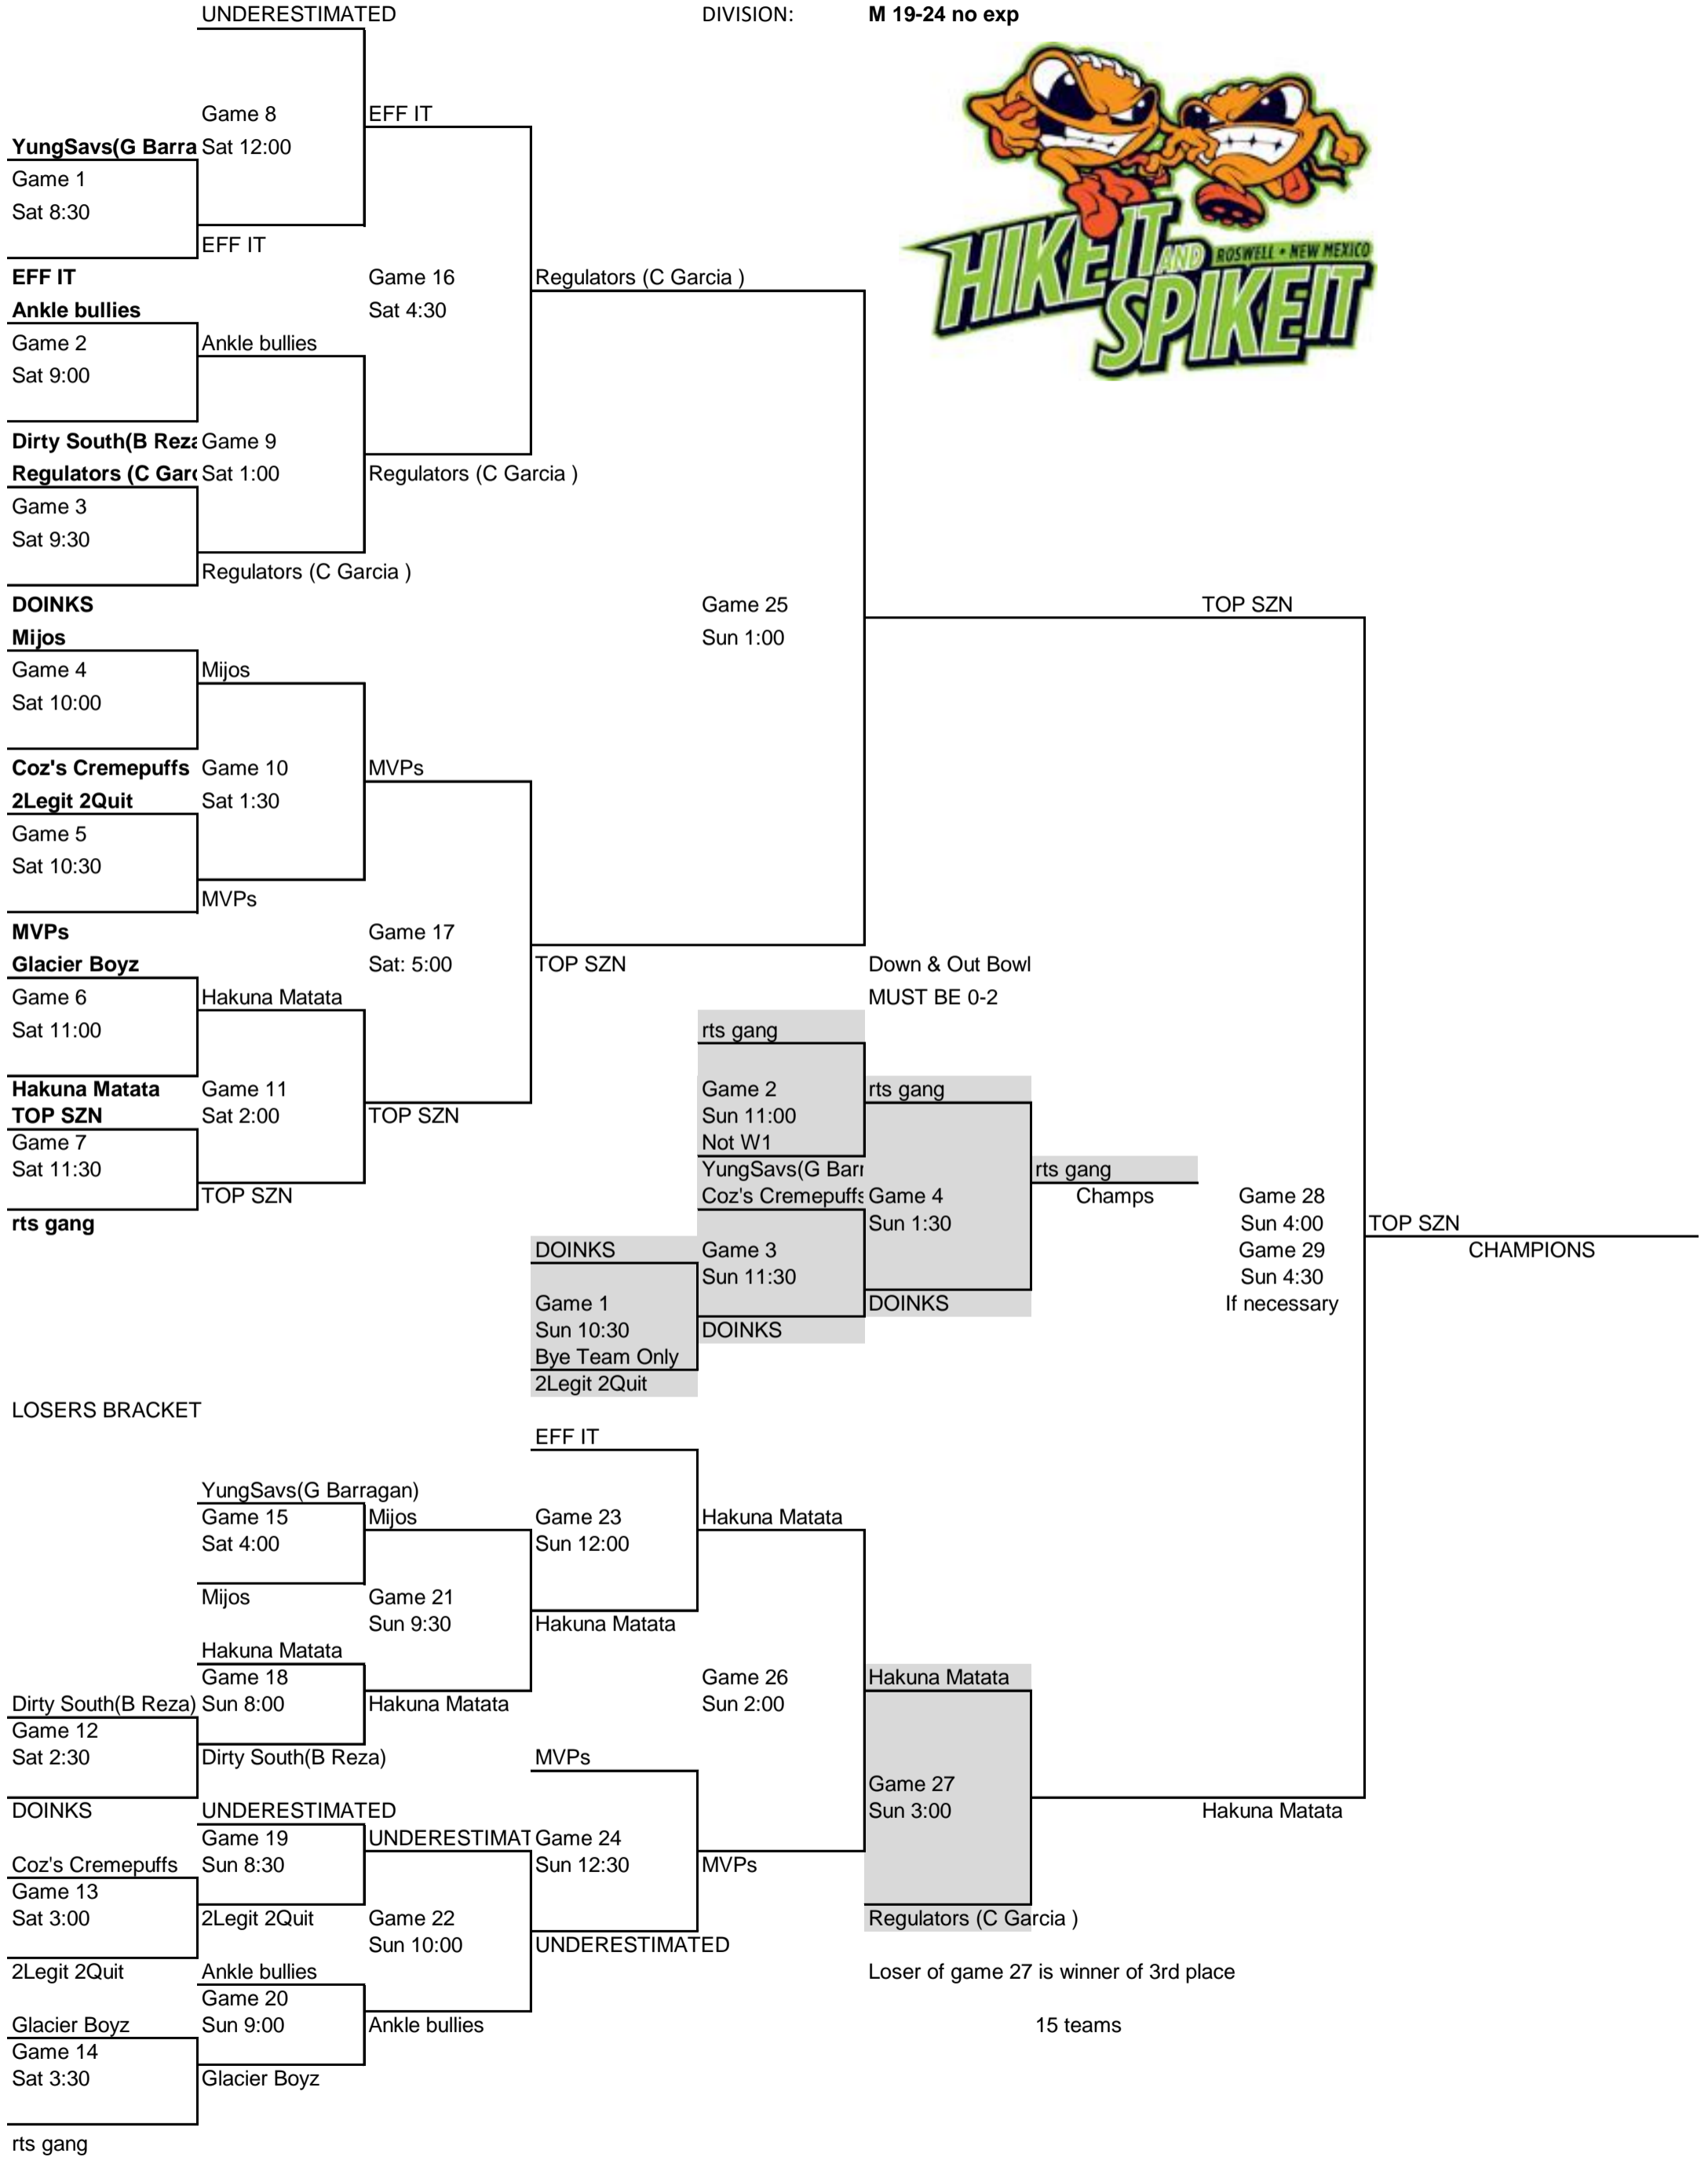 UNDERESTIMATED
DIVISION:
M 19-24 no exp
Game 8
EFF IT
YungSavs(G Barra
Sat 12:00
Game 1
Sat 8:30
EFF IT
HIKE IT AND SPIKE IT
ROSWELL • NEW MEXICO
EFF IT
Game 16
Regulators (C Garcia )
Ankle bullies
Sat 4:30
Game 2
Ankle bullies
Sat 9:00
Dirty South(B Reza
Game 9
Regulators (C Garc
Sat 1:00
Regulators (C Garcia )
Game 3
Sat 9:30
Regulators (C Garcia )
DOINKS
Game 25
TOP SZN
Mijos
Sun 1:00
Game 4
Mijos
Sat 10:00
Coz's Cremepuffs
Game 10
MVPs
2Legit 2Quit
Sat 1:30
Game 5
Sat 10:30
MVPs
MVPs
Game 17
Glacier Boyz
Sat: 5:00
TOP SZN
Down & Out Bowl
Game 6
Hakuna Matata
MUST BE 0-2
Sat 11:00
rts gang
Hakuna Matata
Game 11
Game 2
rts gang
TOP SZN
Sat 2:00
TOP SZN
Sun 11:00
Game 7
Not W1
Sat 11:30
YungSavs(G Barr
rts gang
TOP SZN
Coz's Cremepuffs
Game 4
Champs
Game 28
rts gang
Sun 1:30
Sun 4:00
TOP SZN
DOINKS
Game 3
Game 29
CHAMPIONS
Sun 11:30
Sun 4:30
Game 1
DOINKS
If necessary
Sun 10:30
DOINKS
Bye Team Only
2Legit 2Quit
LOSERS BRACKET
EFF IT
YungSavs(G Barragan)
Game 15
Mijos
Game 23
Hakuna Matata
Sat 4:00
Sun 12:00
Mijos
Game 21
Sun 9:30
Hakuna Matata
Hakuna Matata
Game 18
Game 26
Hakuna Matata
Dirty South(B Reza)
Sun 8:00
Hakuna Matata
Sun 2:00
Game 12
Sat 2:30
Dirty South(B Reza)
MVPs
Game 27
DOINKS
UNDERESTIMATED
Sun 3:00
Hakuna Matata
Game 19
UNDERESTIMAT
Game 24
Coz's Cremepuffs
Sun 8:30
Sun 12:30
MVPs
Game 13
Sat 3:00
2Legit 2Quit
Game 22
Regulators (C Garcia )
Sun 10:00
UNDERESTIMATED
2Legit 2Quit
Ankle bullies
Loser of game 27 is winner of 3rd place
Game 20
Glacier Boyz
Sun 9:00
Ankle bullies
15 teams
Game 14
Sat 3:30
Glacier Boyz
rts gang